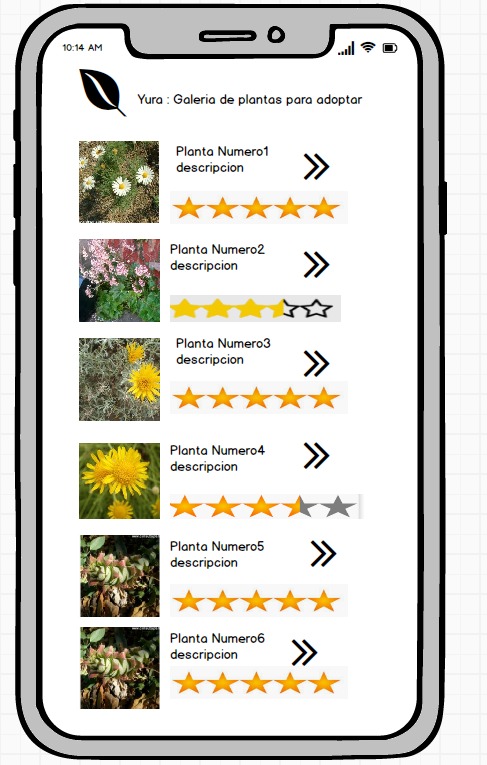 10:14 AM
Yura : Galeria de plantas para adoptar
Planta Numero1
descripcion
Planta Numero2
descripcion
Planta Numero3
descripcion
Planta Numero4
descripcion
Planta Numero5
descripcion
Planta Numero6
descripcion